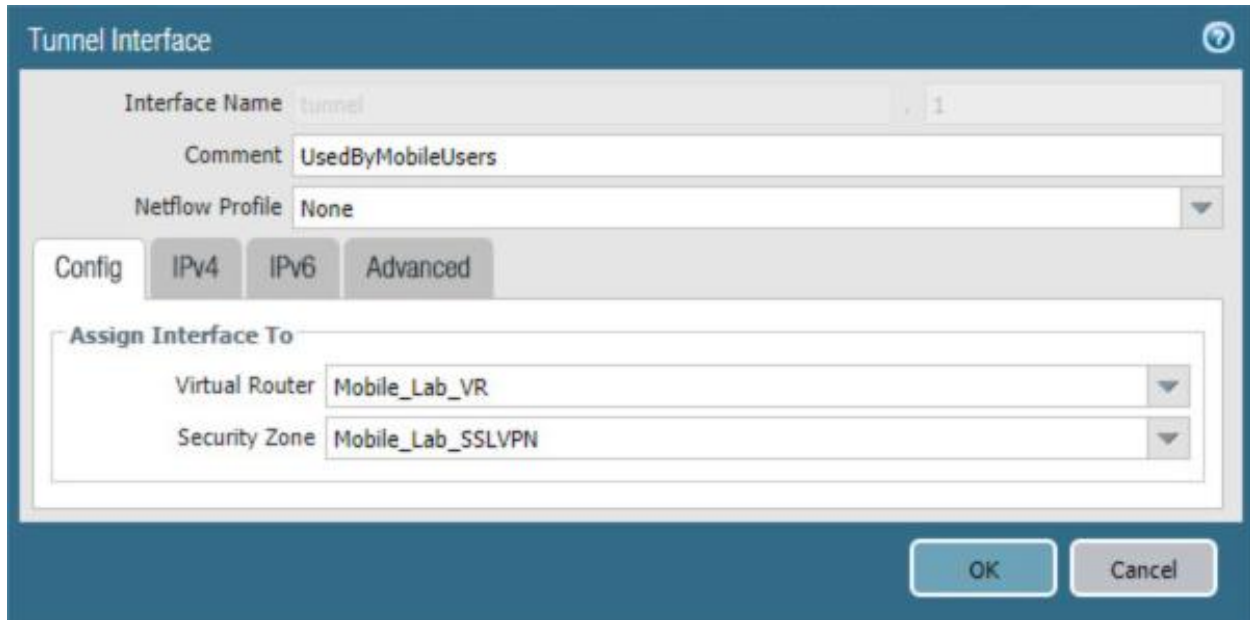 Tunnel Interface ?
Interface Name tunnel . 1
Comment UsedByMobileUsers
Netflow Profile None
Config IPv4 IPv6 Advanced
Assign Interface To
Virtual Router Mobile_Lab_VR
Security Zone Mobile_Lab_SSLVPN
OK Cancel